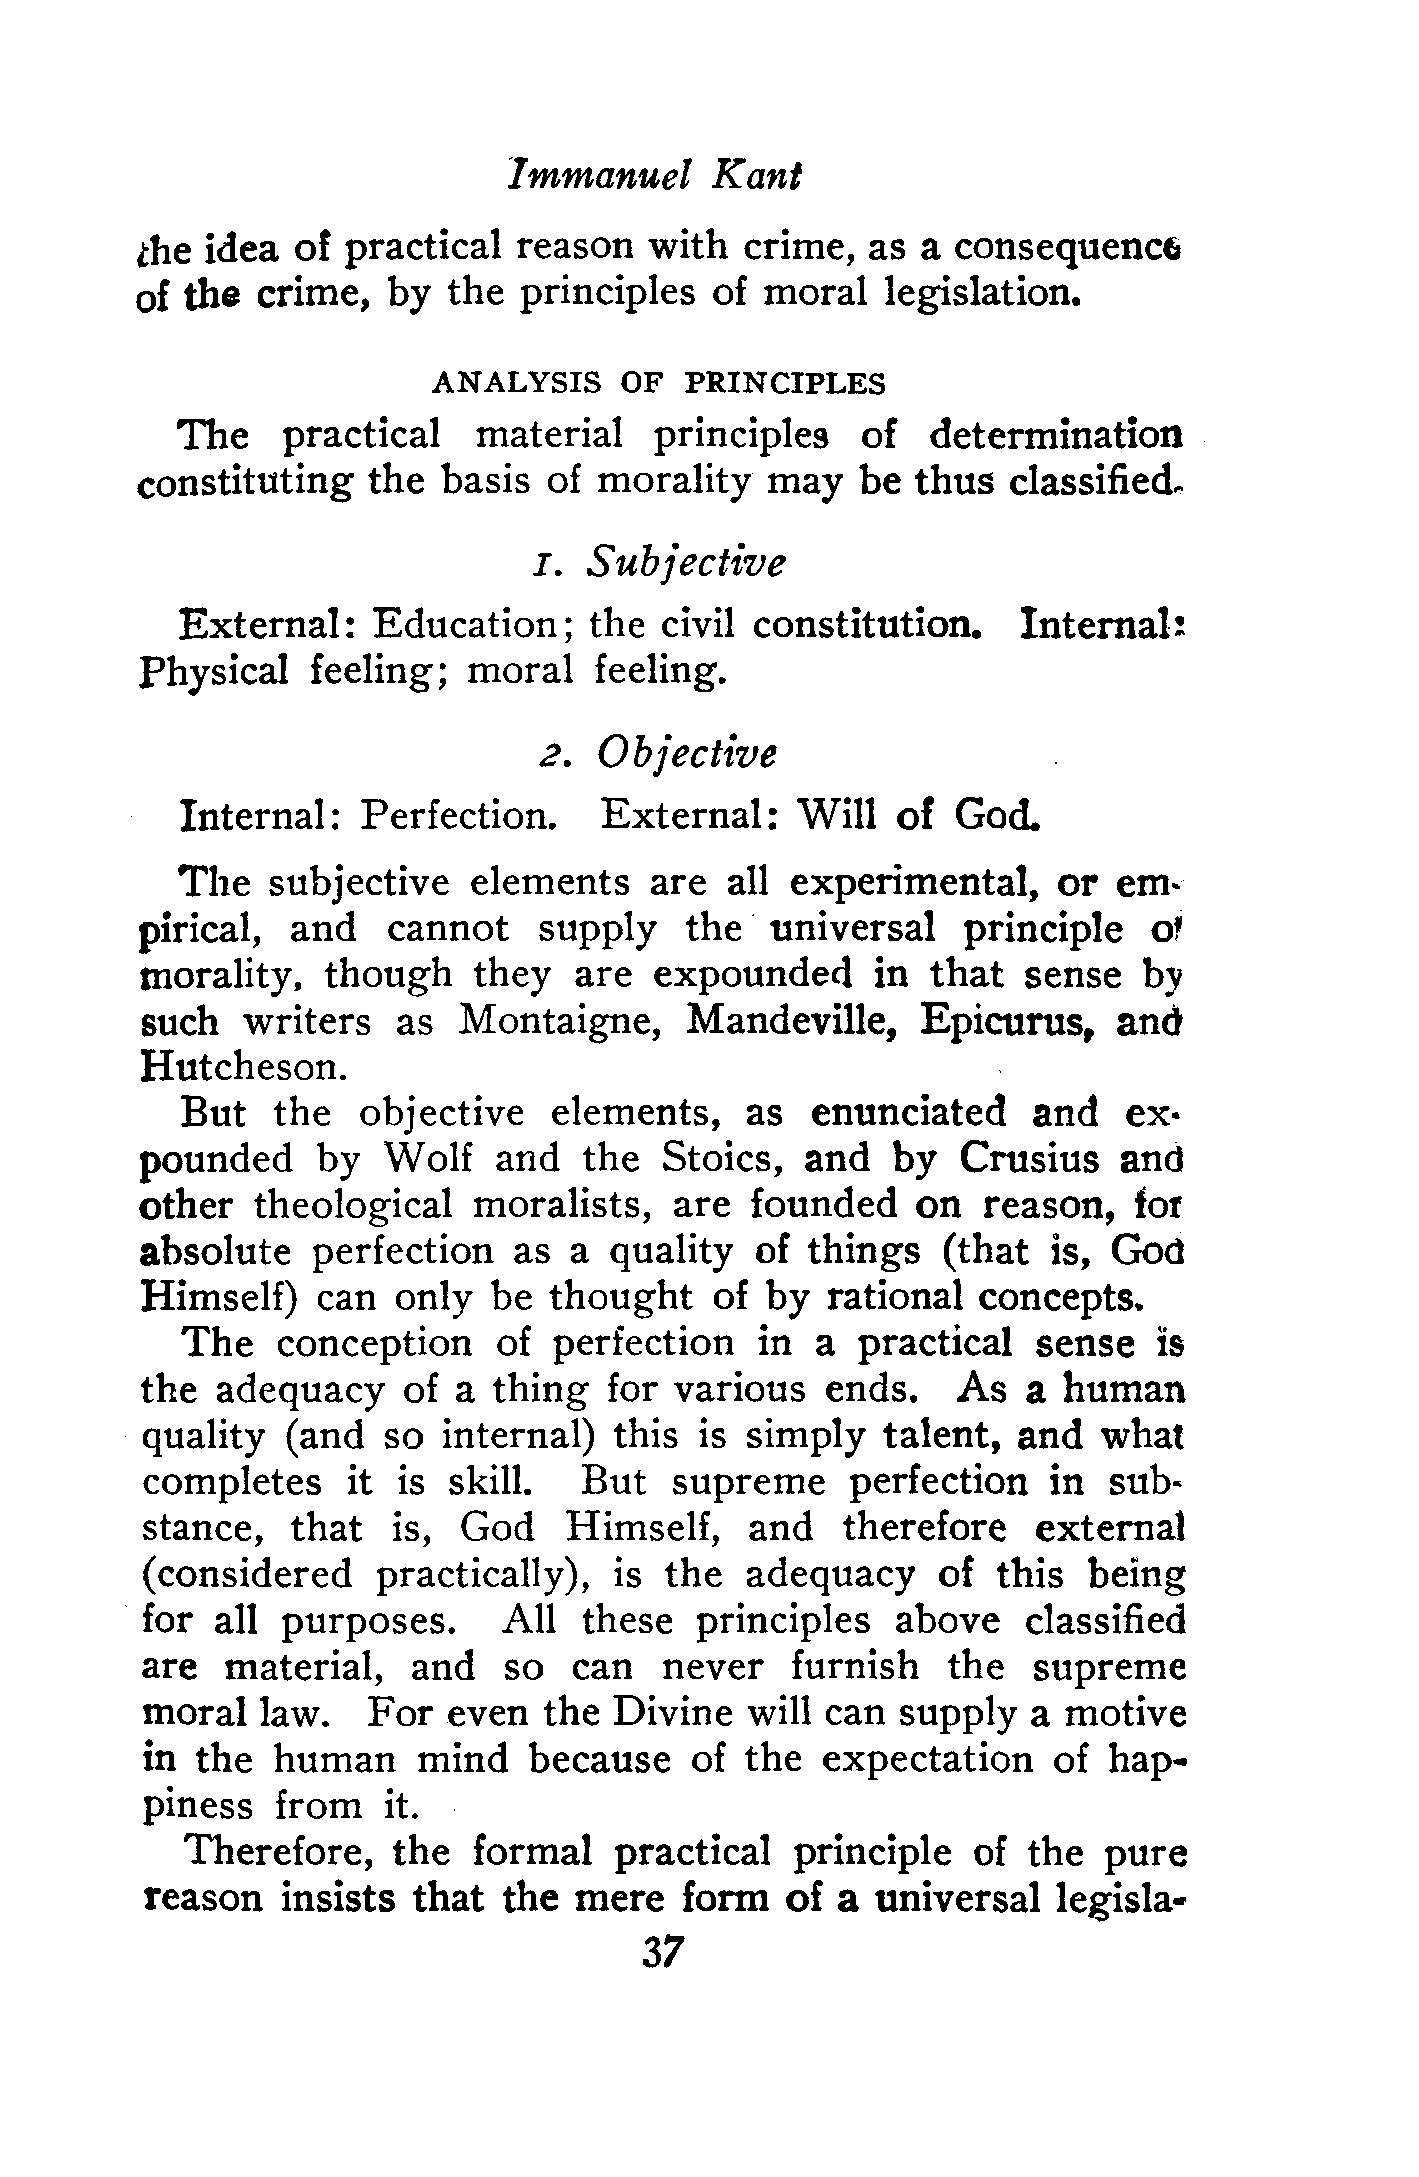 Immanuel Kant
the idea of practical reason with crime, as a consequence
of the crime, by the principles of moral legislation.
ANALYSIS OF PRINCIPLES
The practical material principles of determination
constituting the basis of morality may be thus classified.
1. Subjective
External: Education; the civil constitution. Internal:
Physical feeling; moral feeling.
2. Objective
Internal: Perfection. External: Will of God.
The subjective elements are all experimental, or em-
pirical, and cannot supply the universal principle of
morality, though they are expounded in that sense by
such writers as Montaigne, Mandeville, Epicurus, and
Hutcheson.
But the objective elements, as enunciated and ex-
pounded by Wolf and the Stoics, and by Crusius and
other theological moralists, are founded on reason, for
absolute perfection as a quality of things (that is, God
Himself) can only be thought of by rational concepts.
The conception of perfection in a practical sense is
the adequacy of a thing for various ends. As a human
quality (and so internal) this is simply talent, and what
completes it is skill. But supreme perfection in sub-
stance, that is, God Himself, and therefore external
(considered practically), is the adequacy of this being
for all purposes. All these principles above classified
are material, and so can never furnish the supreme
moral law. For even the Divine will can supply a motive
in the human mind because of the expectation of hap-
piness from it.
Therefore, the formal practical principle of the pure
reason insists that the mere form of a universal legisla-
37